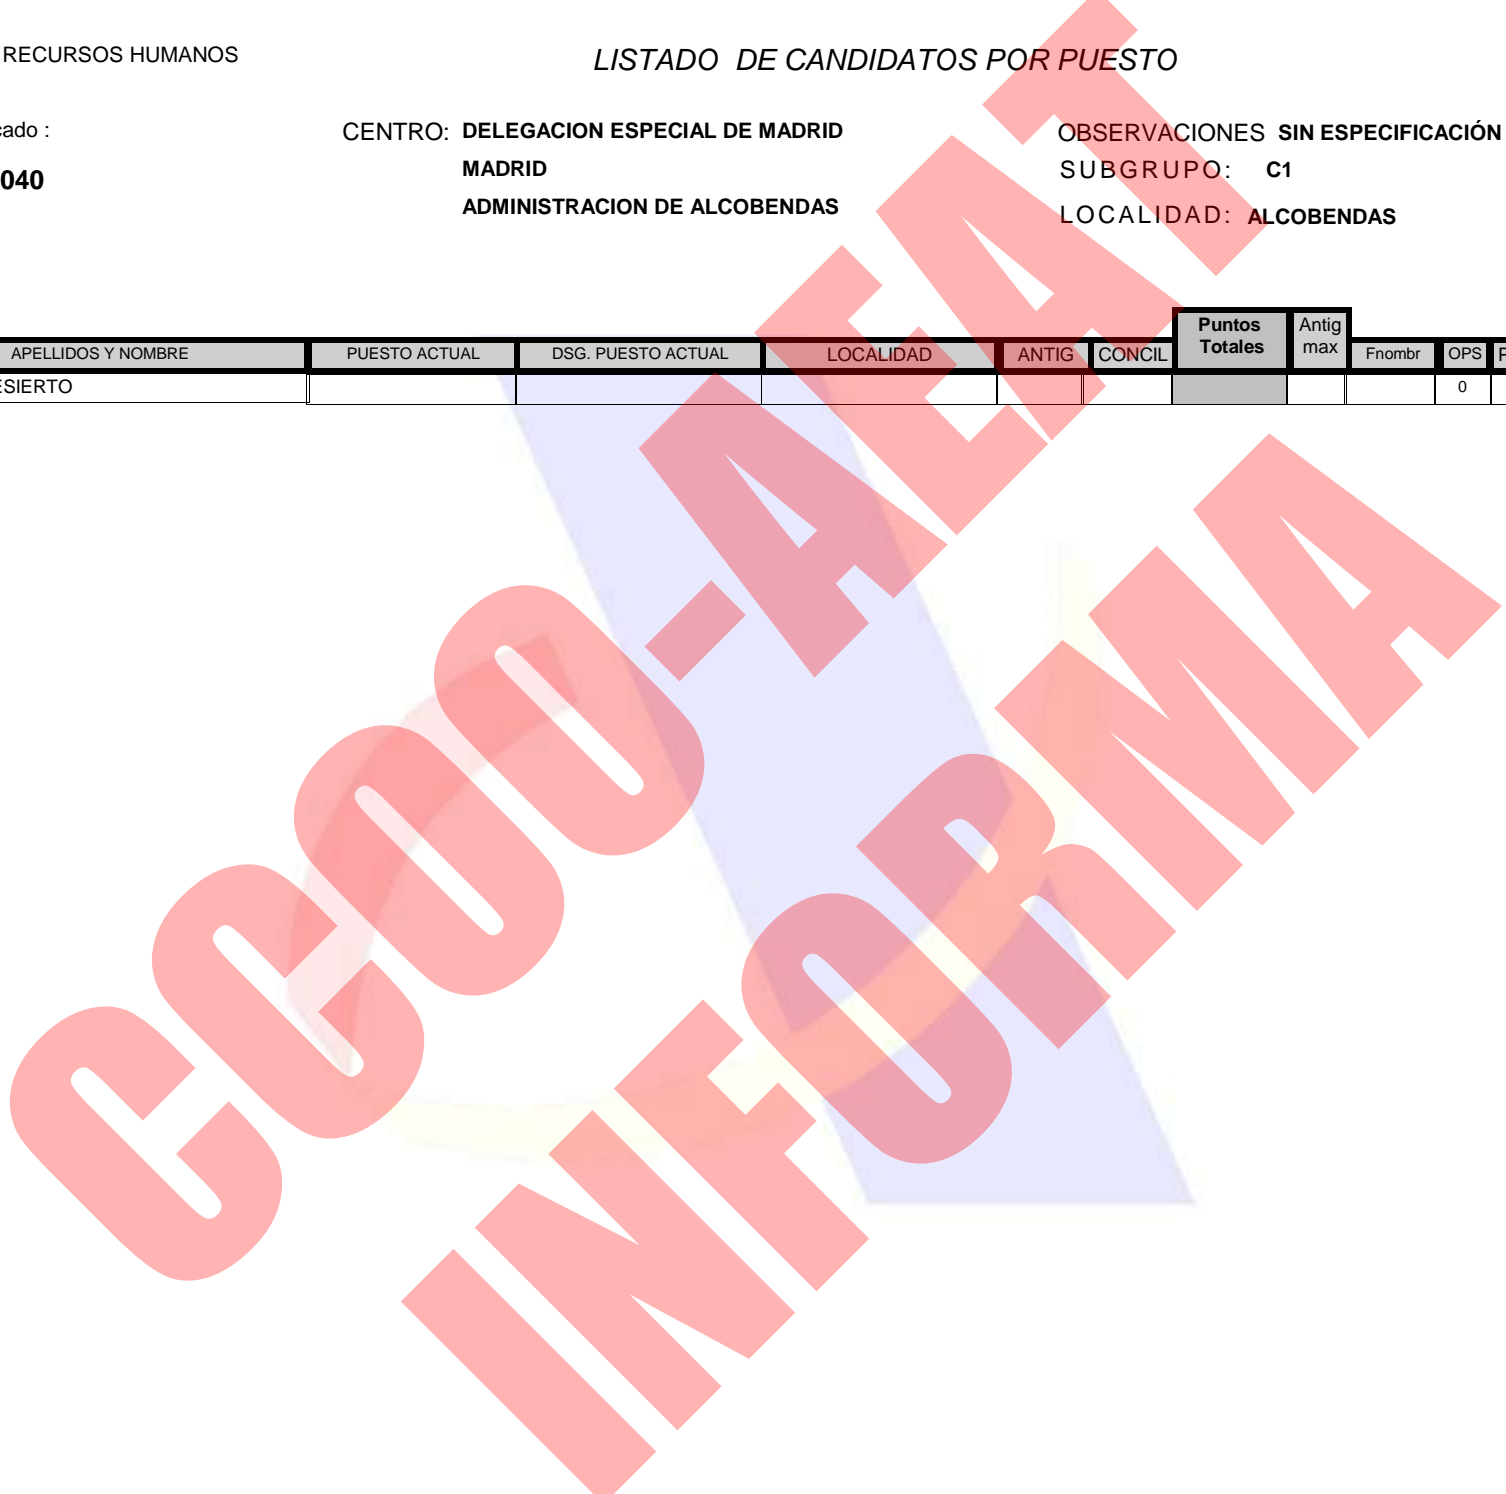 RECURSOS HUMANOS
LISTADO DE CANDIDATOS POR PUESTO
cado :
040
CENTRO: DELEGACION ESPECIAL DE MADRID
MADRID
ADMINISTRACION DE ALCOBENDAS
OBSERVACIONES SIN ESPECIFICACIÓN
SUBGRUPO: C1
LOCALIDAD: ALCOBENDAS
APELLIDOS Y NOMBRE PUESTO ACTUAL DSG. PUESTO ACTUAL LOCALIDAD ANTIG CONCIL Puntos Totales Antig max Fnombr OPS P
ESIERTO 0
CCOO-AEAT
INFORMA